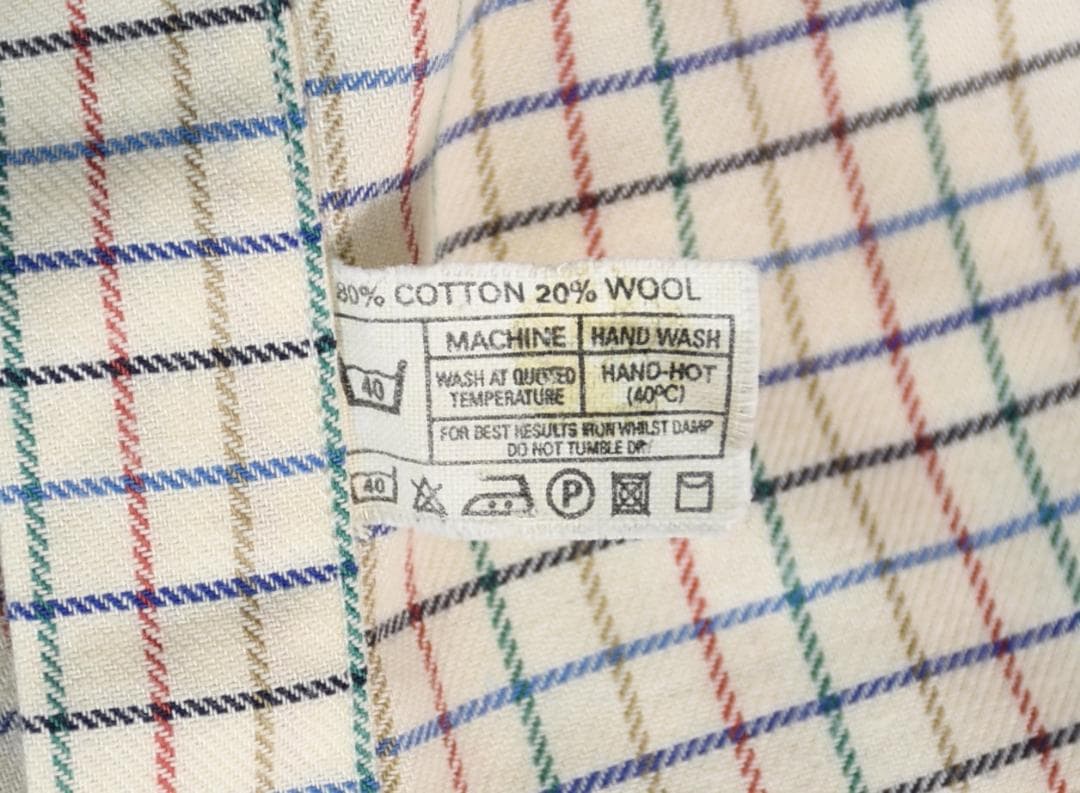 80% COTTON 20% WOOL
MACHINE HAND WASH
40
WASH AT QUOTED HAND-HOT
TEMPERATURE (40ºC)
FOR BEST RESULTS IRON WHILST DAMP
DO NOT TUMBLE DRY
40 P